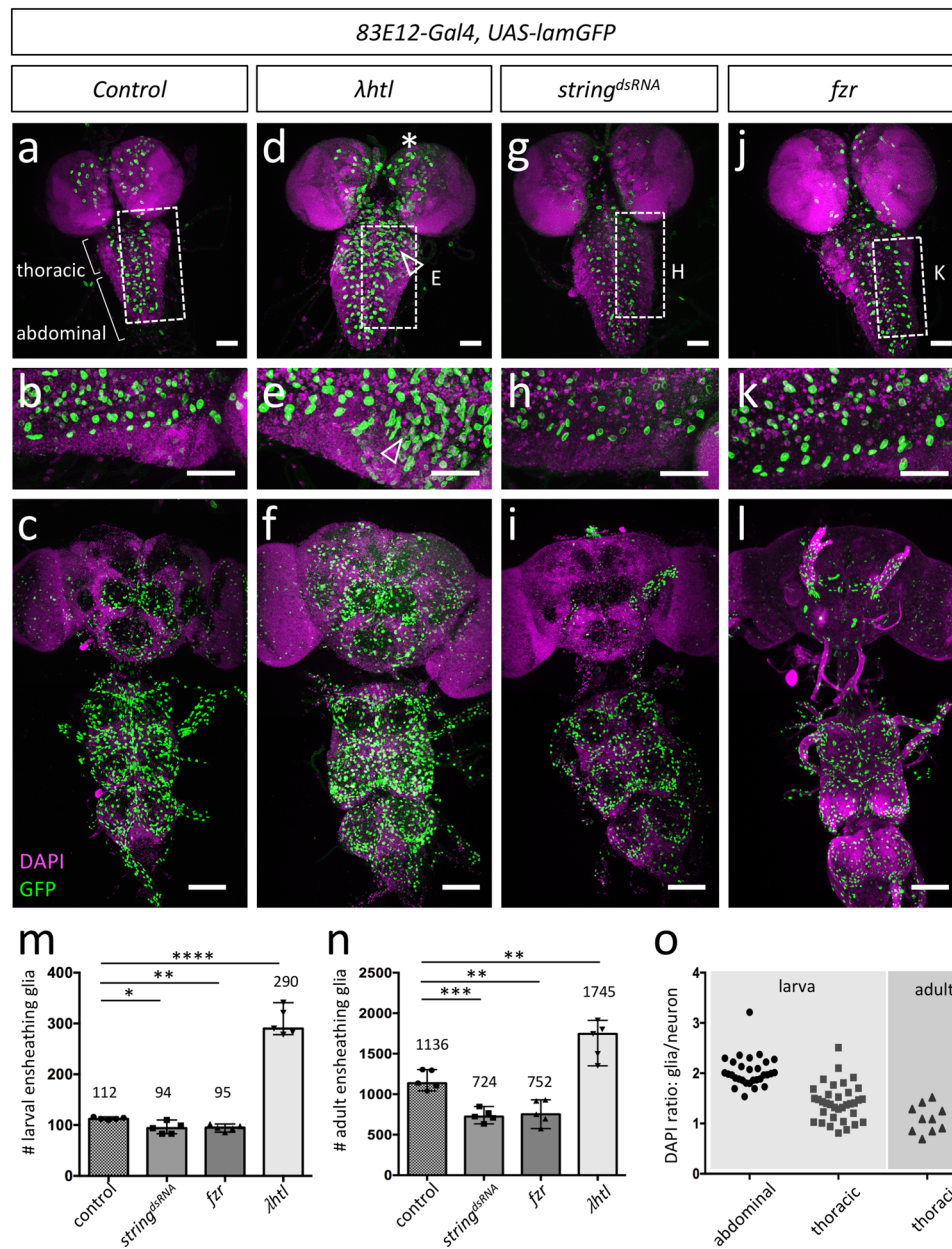 83E12-Gal4, UAS-lamGFP
Control
λhtl
string^dsRNA
fzr
a
thoracic
abdominal
d
*
E
g
H
j
K
b
e
h
k
c
DAPI
GFP
f
i
l
m
# larval ensheathing glia
400
300
200
100
0
****
**
*
112
94
95
290
control
string^dsRNA
fzr
λhtl
n
# adult ensheathing glia
2500
2000
1500
1000
500
0
**
**
***
1136
724
752
1745
control
string^dsRNA
fzr
λhtl
o
DAPI ratio: glia/neuron
4
3
2
1
0
larva
adult
abdominal
thoracic
thoraci